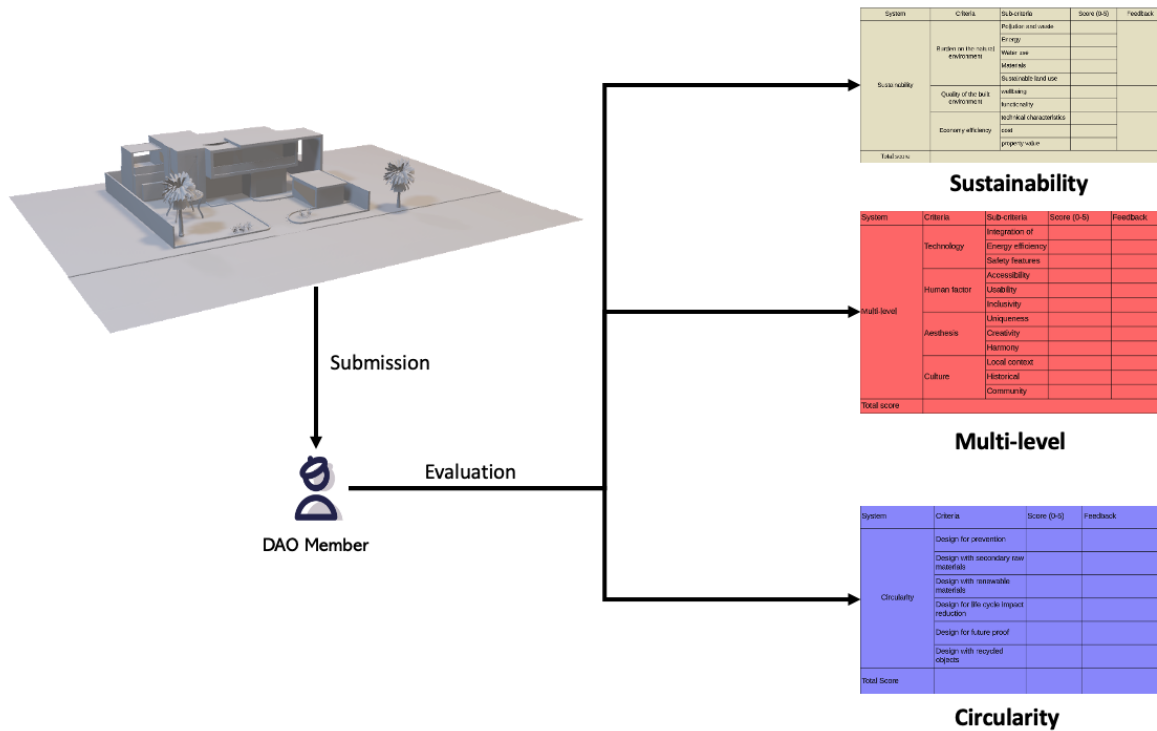 System Criteria Sub-criteria Score (0-5) Feedback
Sustainability
Burden on the natural
environment
Pollution and waste
Energy
Water use
Materials
Sustainable land use
Quality of the built
environment
wellbeing
functionality
Economy efficiency
technical characteristics
cost
property value
Total score
Sustainability
System Criteria Sub-criteria Score (0-5) Feedback
Multi-level
Technology
Integration of
Energy efficiency
Safety features
Human factor
Accessibility
Usability
Inclusivity
Aesthesis
Uniqueness
Creativity
Harmony
Culture
Local context
Historical
Community
Total score
Multi-level
Submission
Evaluation
DAO Member
System Criteria Score (0-5) Feedback
Circularity
Design for prevention
Design with secondary raw
materials
Design with renewable
materials
Design for life cycle impact
reduction
Design for future proof
Design with recycled
objects
Total Score
Circularity